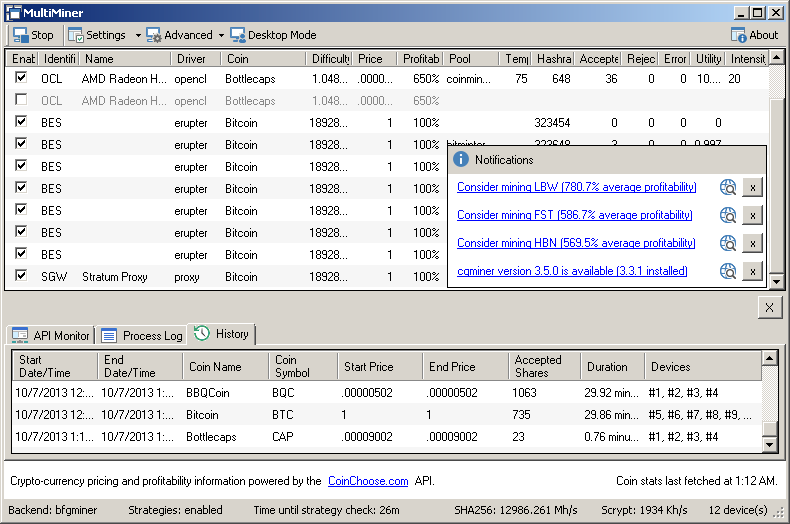 MultiMiner
Stop Settings Advanced Desktop Mode About
Enat Identifi Name Driver Coin Difficulty Price Profitab Pool Temp Hashra Accepte Rejec Error Utility Intensit
OCL AMD Radeon H... opencl Bottlecaps 1.048... .0000... 650% coinmin... 75 648 36 0 0 10.... 20
OCL AMD Radeon H... opencl Bottlecaps 1.048... .0000... 650%
BES erupter Bitcoin 18928... 1 100% 323454 0 0 0 0
BES erupter Bitcoin 18928... 1 100% bitminter 323648 3 0 0 0.997
BES erupter Bitcoin 18928... 1 100%
BES erupter Bitcoin 18928... 1 100%
BES erupter Bitcoin 18928... 1 100%
BES erupter Bitcoin 18928... 1 100%
BES erupter Bitcoin 18928... 1 100%
BES erupter Bitcoin 18928... 1 100%
SGW Stratum Proxy proxy Bitcoin 18928... 1 100%
Notifications
Consider mining LBW (780.7% average profitability) x
Consider mining FST (586.7% average profitability) x
Consider mining HBN (569.5% average profitability) x
cgminer version 3.5.0 is available (3.3.1 installed) x
X
API Monitor Process Log History
Start Date/Time End Date/Time Coin Name Coin Symbol Start Price End Price Accepted Shares Duration Devices
10/7/2013 12:... 10/7/2013 1:... BBQCoin BQC .00000502 .00000502 1063 29.92 min... #1, #2, #3, #4
10/7/2013 12:... 10/7/2013 1:... Bitcoin BTC 1 1 735 29.86 min... #5, #6, #7, #8, #9, ...
10/7/2013 1:1... 10/7/2013 1:... Bottlecaps CAP .00009002 .00009002 23 0.76 minu... #1, #2, #3, #4
Crypto-currency pricing and profitability information powered by the CoinChoose.com API. Coin stats last fetched at 1:12 AM.
Backend: bfgminer Strategies: enabled Time until strategy check: 26m SHA256: 12986.261 Mh/s Scrypt: 1934 Kh/s 12 device(s)